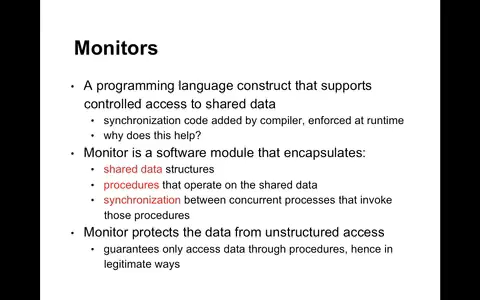 Monitors
• A programming language construct that supports
controlled access to shared data
• synchronization code added by compiler, enforced at runtime
• why does this help?
• Monitor is a software module that encapsulates:
• shared data structures
• procedures that operate on the shared data
• synchronization between concurrent processes that invoke
those procedures
• Monitor protects the data from unstructured access
• guarantees only access data through procedures, hence in
legitimate ways